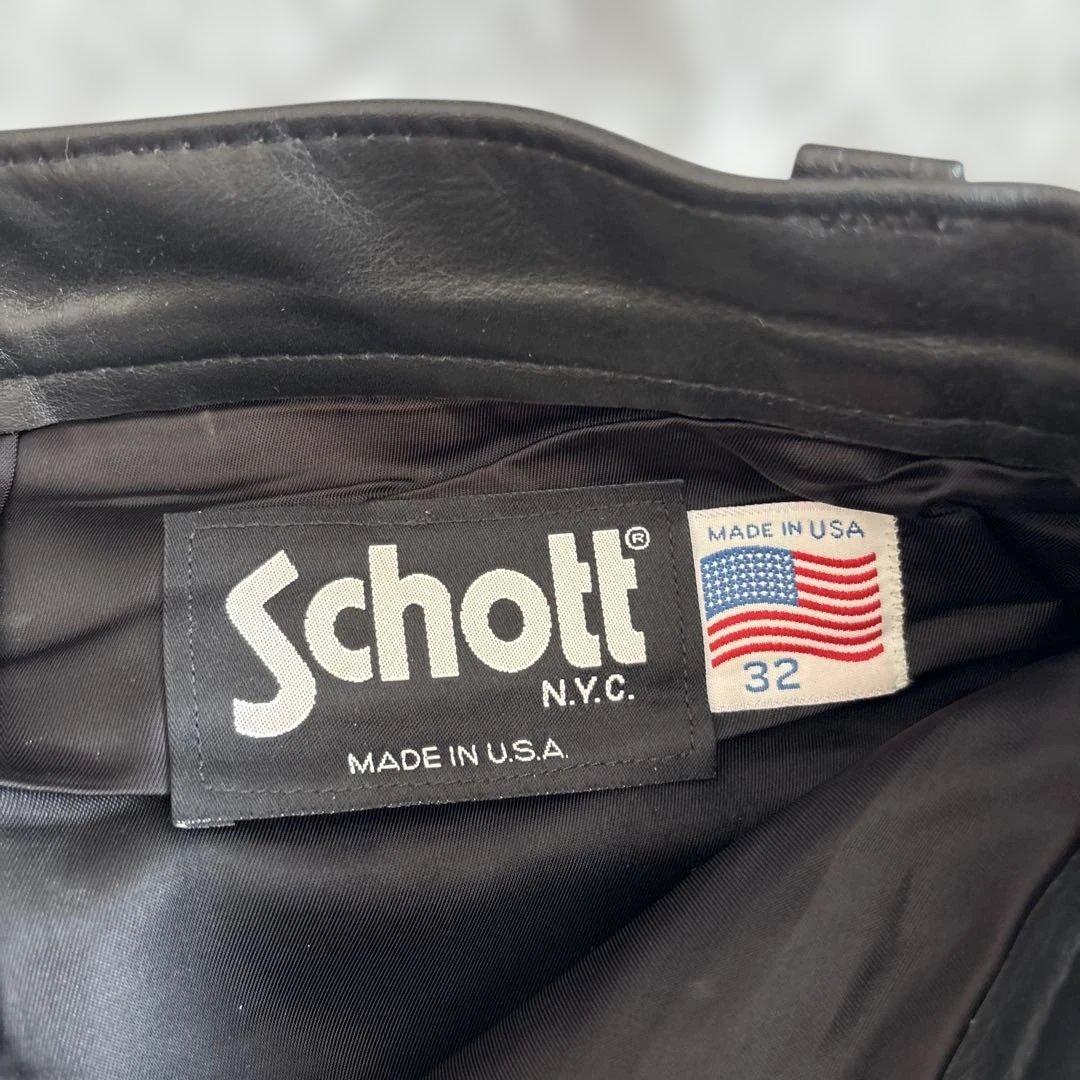 Schott®
N.Y.C.
MADE IN U.S.A.
MADE IN USA
32